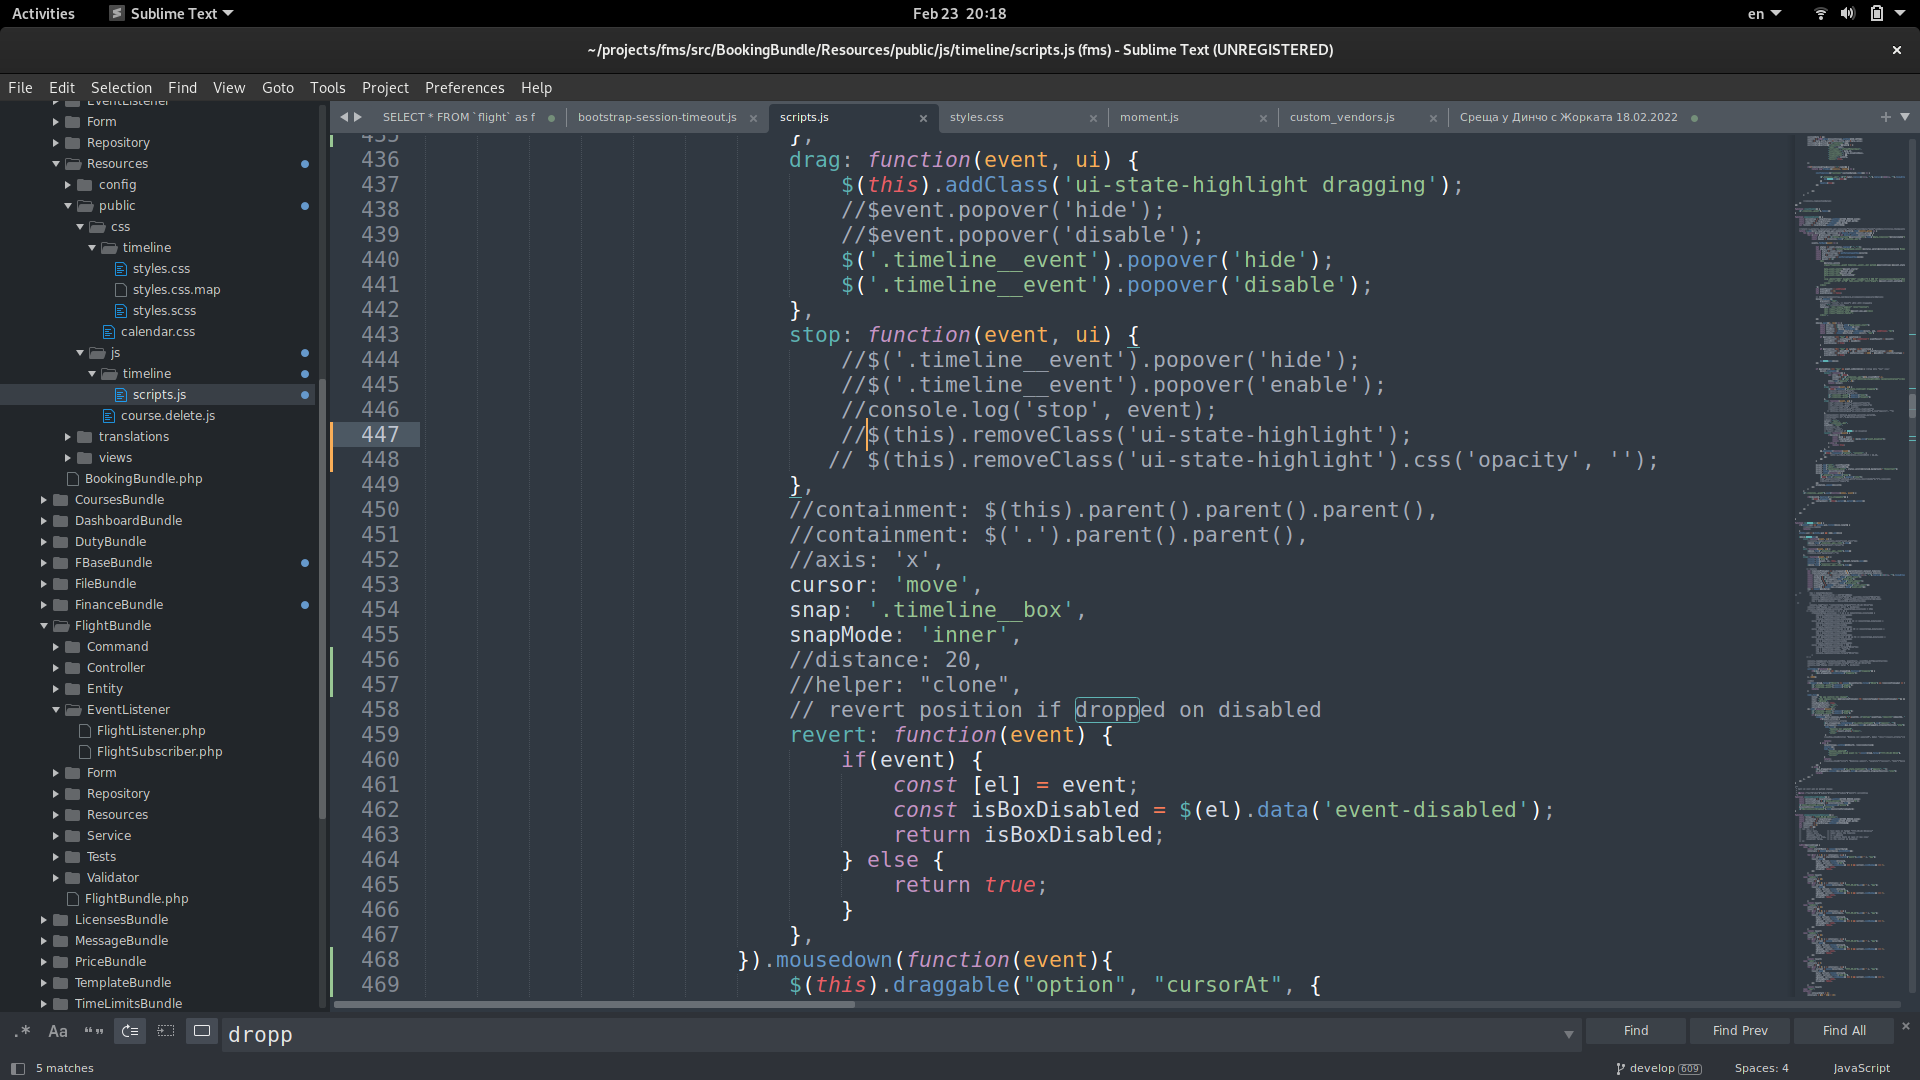 Activities Sublime Text Feb 23 20:18 en
~/projects/fms/src/BookingBundle/Resources/public/js/timeline/scripts.js (fms) - Sublime Text (UNREGISTERED)
File Edit Selection Find View Goto Tools Project Preferences Help
EventListener
Form
Repository
Resources
config
public
css
timeline
styles.css
styles.css.map
styles.scss
calendar.css
js
timeline
scripts.js
course.delete.js
translations
views
BookingBundle.php
CoursesBundle
DashboardBundle
DutyBundle
FBaseBundle
FileBundle
FinanceBundle
FlightBundle
Command
Controller
Entity
EventListener
FlightListener.php
FlightSubscriber.php
Form
Repository
Resources
Service
Tests
Validator
FlightBundle.php
LicensesBundle
MessageBundle
PriceBundle
TemplateBundle
TimeLimitsBundle
SELECT * FROM `flight` as f bootstrap-session-timeout.js scripts.js styles.css moment.js custom_vendors.js Среща у Динчо с Жорката 18.02.2022
435 },
436 drag: function(event, ui) {
437 $(this).addClass('ui-state-highlight dragging');
438 //$event.popover('hide');
439 //$event.popover('disable');
440 $('.timeline__event').popover('hide');
441 $('.timeline__event').popover('disable');
442 },
443 stop: function(event, ui) {
444 //$('.timeline__event').popover('hide');
445 //$('.timeline__event').popover('enable');
446 //console.log('stop', event);
447 //$(this).removeClass('ui-state-highlight');
448 // $(this).removeClass('ui-state-highlight').css('opacity', '');
449 },
450 //containment: $(this).parent().parent().parent(),
451 //containment: $('.').parent().parent(),
452 //axis: 'x',
453 cursor: 'move',
454 snap: '.timeline__box',
455 snapMode: 'inner',
456 //distance: 20,
457 //helper: "clone",
458 // revert position if dropped on disabled
459 revert: function(event) {
460 if(event) {
461 const [el] = event;
462 const isBoxDisabled = $(el).data('event-disabled');
463 return isBoxDisabled;
464 } else {
465 return true;
466 }
467 },
468 }).mousedown(function(event){
469 $(this).draggable("option", "cursorAt", {
.* Aa “ ” dropp Find Find Prev Find All
5 matches develop 609 Spaces: 4 JavaScript